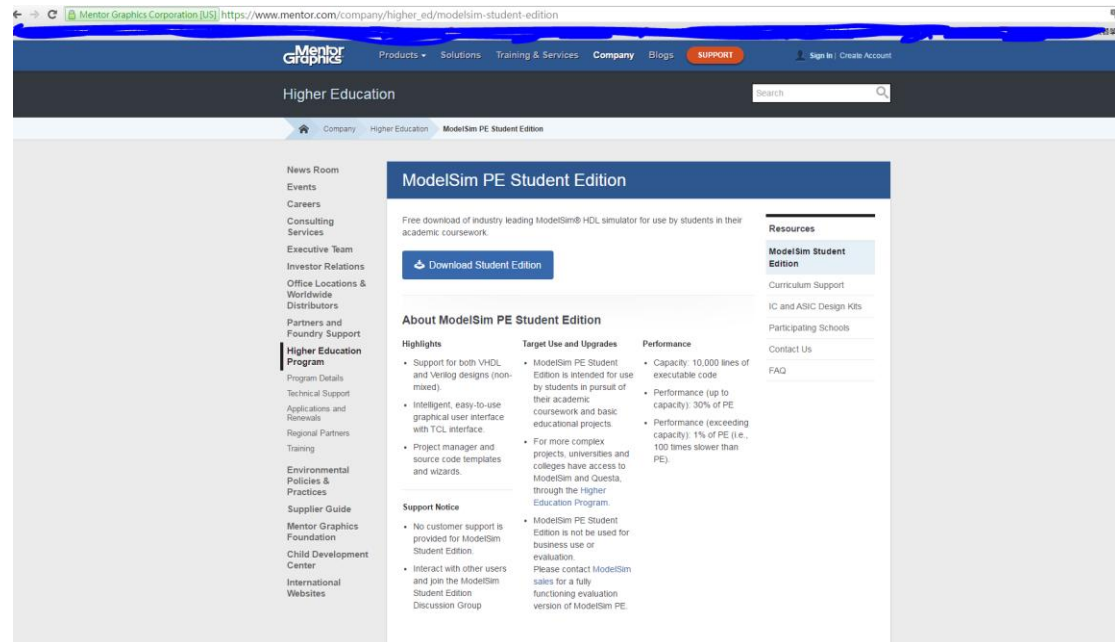 Mentor Graphics Corporation [US] https://www.mentor.com/company/higher_ed/modelsim-student-edition
Mentor Graphics
Products Solutions Training & Services Company Blogs SUPPORT Sign In | Create Account
Higher Education
Search
Company Higher Education ModelSim PE Student Edition
News Room
Events
Careers
Consulting
Services
Executive Team
Investor Relations
Office Locations &
Worldwide
Distributors
Partners and
Foundry Support
Higher Education
Program
Program Details
Technical Support
Applications and
Renewals
Regional Partners
Training
Environmental
Policies &
Practices
Supplier Guide
Mentor Graphics
Foundation
Child Development
Center
International
Websites
ModelSim PE Student Edition
Free download of industry leading ModelSim® HDL simulator for use by students in their
academic coursework.
Download Student Edition
About ModelSim PE Student Edition
Highlights
• Support for both VHDL
and Verilog designs (non-
mixed).
• Intelligent, easy-to-use
graphical user interface
with TCL interface.
• Project manager and
source code templates
and wizards.
Support Notice
• No customer support is
provided for ModelSim
Student Edition.
• Interact with other users
and join the ModelSim
Student Edition
Discussion Group
Target Use and Upgrades
• ModelSim PE Student
Edition is intended for use
by students in pursuit of
their academic
coursework and basic
educational projects.
• For more complex
projects, universities and
colleges have access to
ModelSim and Questa,
through the Higher
Education Program.
• ModelSim PE Student
Edition is not be used for
business use or
evaluation.
Please contact ModelSim
sales for a fully
functioning evaluation
version of ModelSim PE.
Performance
• Capacity: 10,000 lines of
executable code
• Performance (up to
capacity): 30% of PE
• Performance (exceeding
capacity): 1% of PE (i.e.,
100 times slower than
PE).
Resources
ModelSim Student
Edition
Curriculum Support
IC and ASIC Design Kits
Participating Schools
Contact Us
FAQ